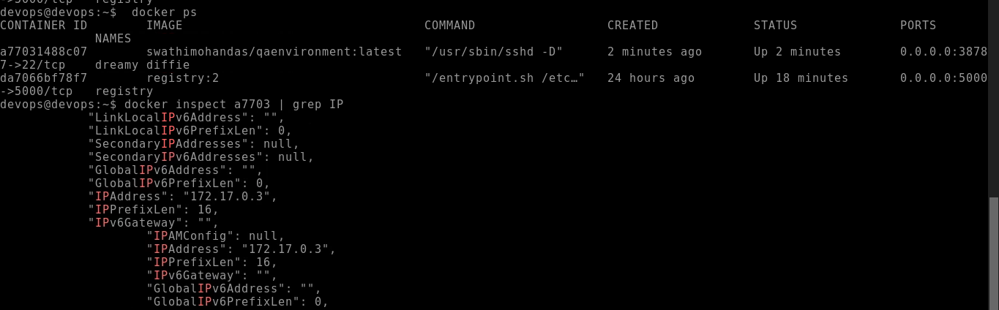 ->5000/tcp   registry
devops@devops:~$  docker ps
CONTAINER ID        IMAGE                                 COMMAND                  CREATED             STATUS              PORTS
             NAMES
a77031488c07        swathimohandas/qaenvironment:latest   "/usr/sbin/sshd -D"      2 minutes ago       Up 2 minutes        0.0.0.0:3878
7->22/tcp    dreamy diffie
da7066bf78f7        registry:2                            "/entrypoint.sh /etc…"   24 hours ago        Up 18 minutes       0.0.0.0:5000
->5000/tcp   registry
devops@devops:~$ docker inspect a7703 | grep IP
            "LinkLocalIPv6Address": "",
            "LinkLocalIPv6PrefixLen": 0,
            "SecondaryIPAddresses": null,
            "SecondaryIPv6Addresses": null,
            "GlobalIPv6Address": "",
            "GlobalIPv6PrefixLen": 0,
            "IPAddress": "172.17.0.3",
            "IPPrefixLen": 16,
            "IPv6Gateway": "",
                    "IPAMConfig": null,
                    "IPAddress": "172.17.0.3",
                    "IPPrefixLen": 16,
                    "IPv6Gateway": "",
                    "GlobalIPv6Address": "",
                    "GlobalIPv6PrefixLen": 0,